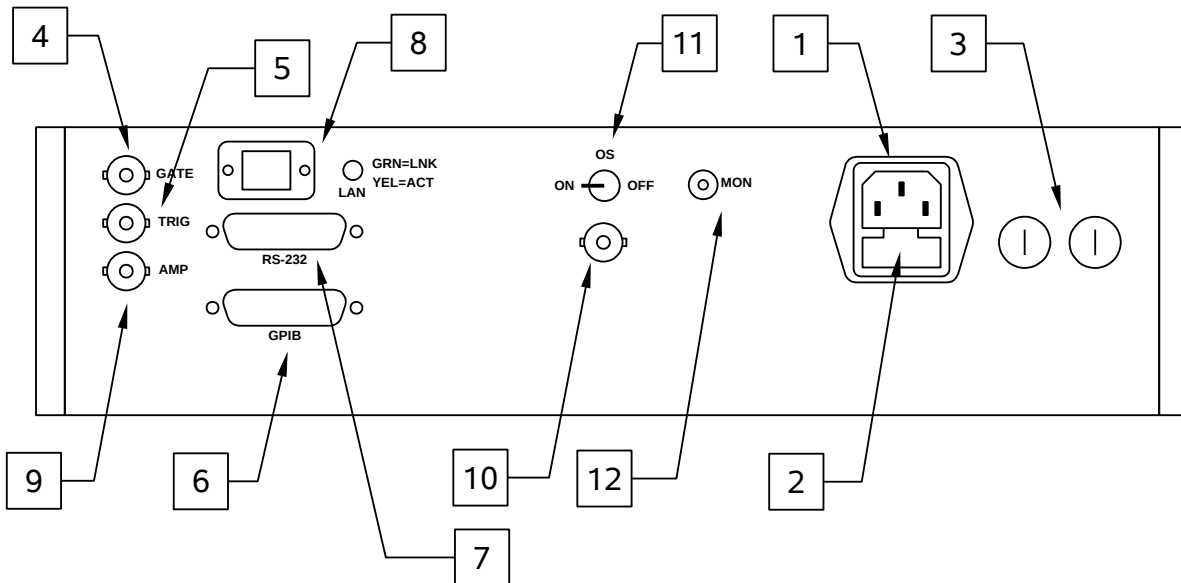 4
5
8
11
1
3
GATE
TRIG
AMP
GRN=LNK
YEL=ACT
LAN
RS-232
GPIB
OS
ON
OFF
MON
9
6
7
10
12
2